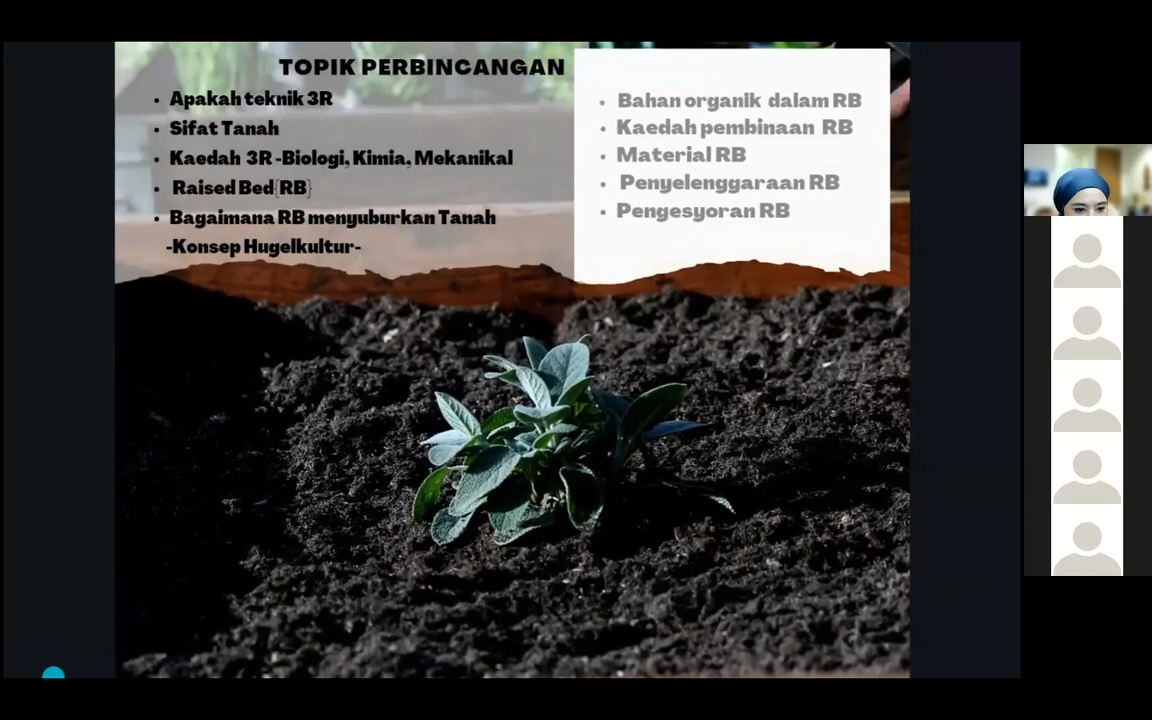 TOPIK PERBINCANGAN
• Apakah teknik 3R
• Sifat Tanah
• Kaedah 3R -Biologi, Kimia, Mekanikal
• Raised Bed{RB}
• Bagaimana RB menyuburkan Tanah
-Konsep Hugelkultur-
• Bahan organik dalam RB
• Kaedah pembinaan RB
• Material RB
• Penyelenggaraan RB
• Pengesyoran RB